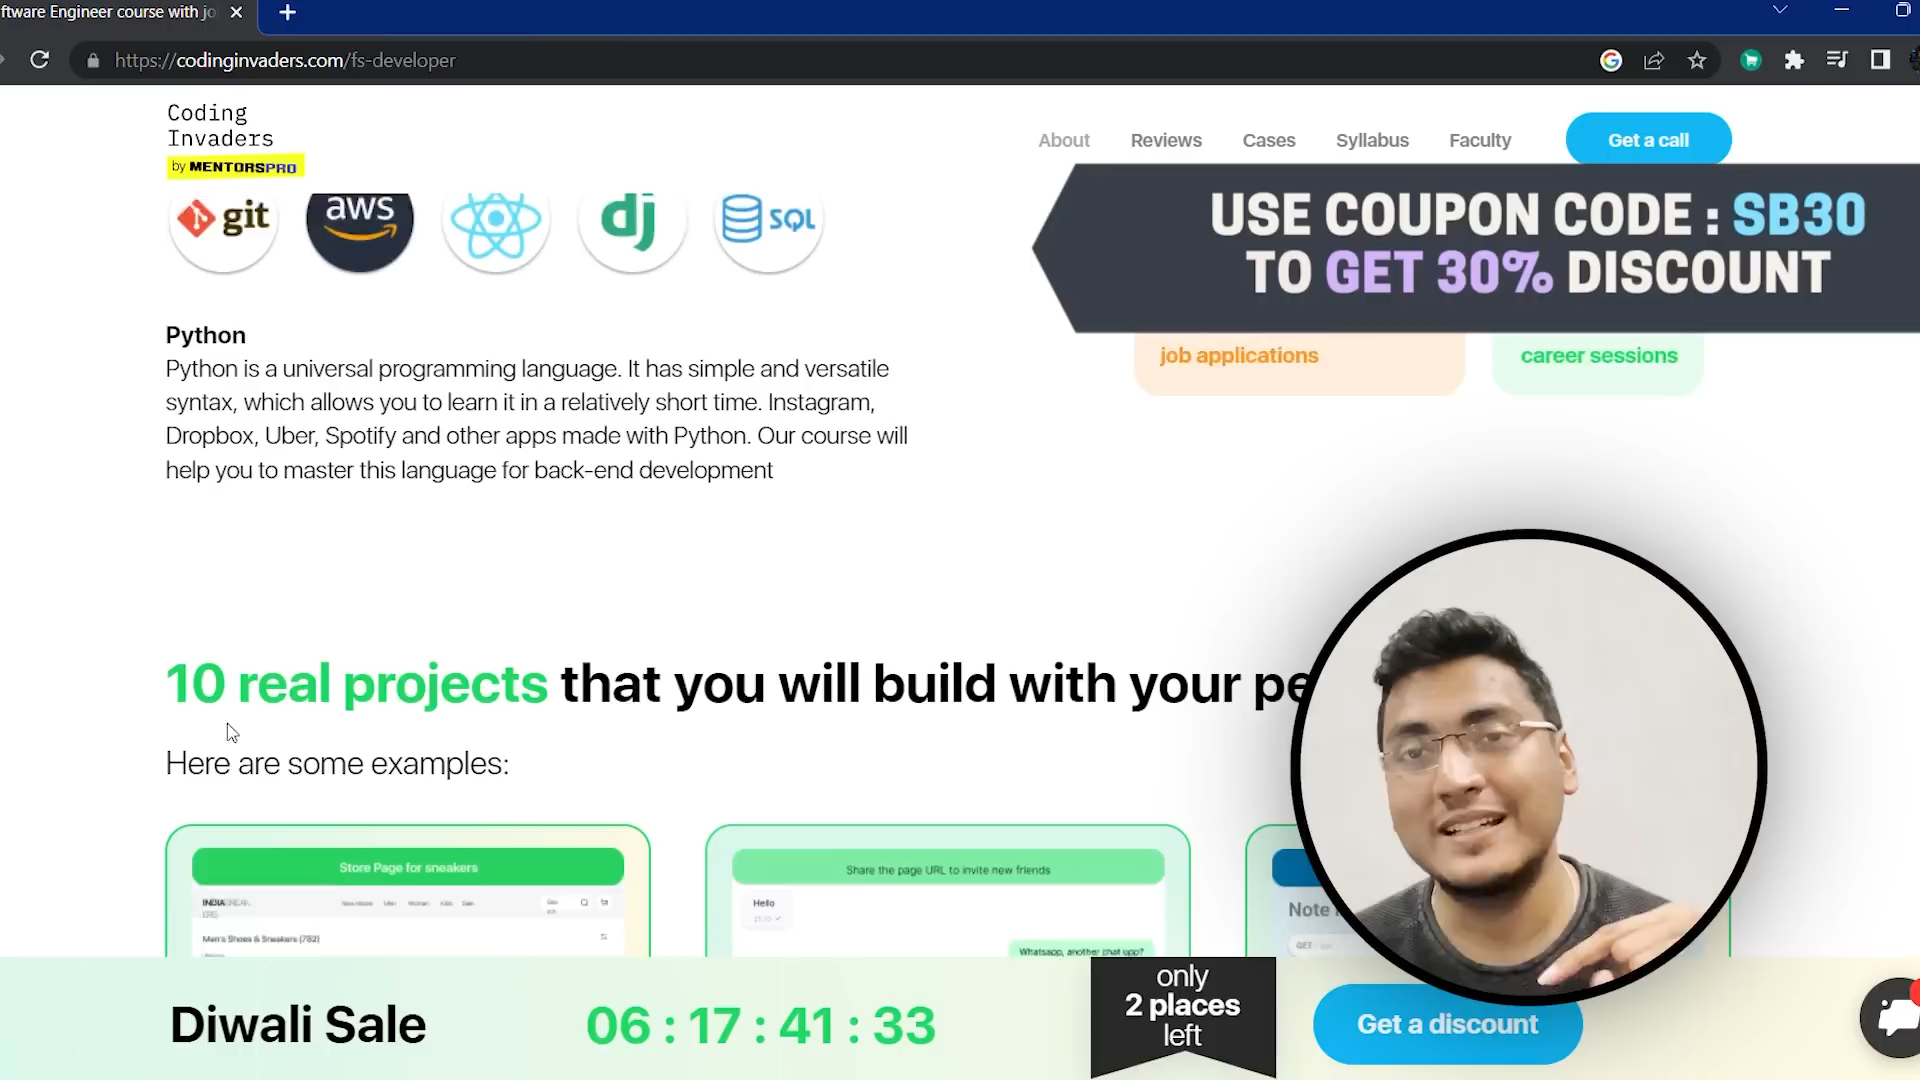 ftware Engineer course with jo
https://codinginvaders.com/fs-developer
Coding
Invaders
by MENTORSPRO
About Reviews Cases Syllabus Faculty Get a call
git aws dj SQL
USE COUPON CODE : SB30
TO GET 30% DISCOUNT
job applications career sessions
Python
Python is a universal programming language. It has simple and versatile
syntax, which allows you to learn it in a relatively short time. Instagram,
Dropbox, Uber, Spotify and other apps made with Python. Our course will
help you to master this language for back-end development
10 real projects that you will build with your pe
Here are some examples:
Store Page for sneakers
Share the page URL to invite new friends
Hello
Note
Men's Shoes & Sneakers (782)
GET
Whatsapp, another chat app?
Diwali Sale
06 : 17 : 41 : 33
only
2 places
left
Get a discount